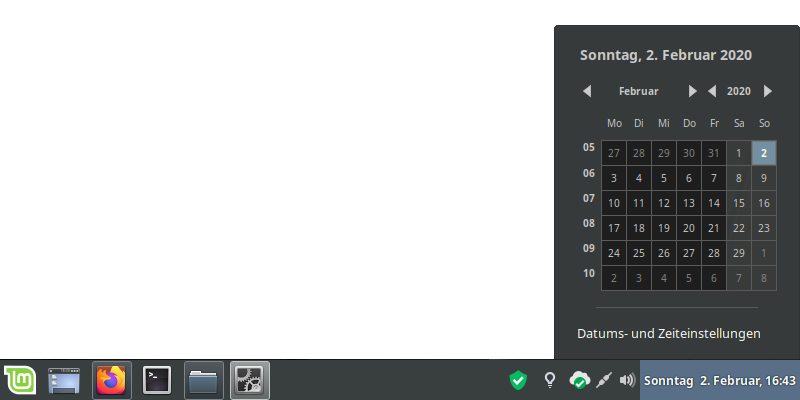 Sonntag, 2. Februar 2020
Februar 2020
Mo Di Mi Do Fr Sa So
05 27 28 29 30 31 1 2
06 3 4 5 6 7 8 9
07 10 11 12 13 14 15 16
08 17 18 19 20 21 22 23
09 24 25 26 27 28 29 1
10 2 3 4 5 6 7 8
Datums- und Zeiteinstellungen
Sonntag 2. Februar, 16:43